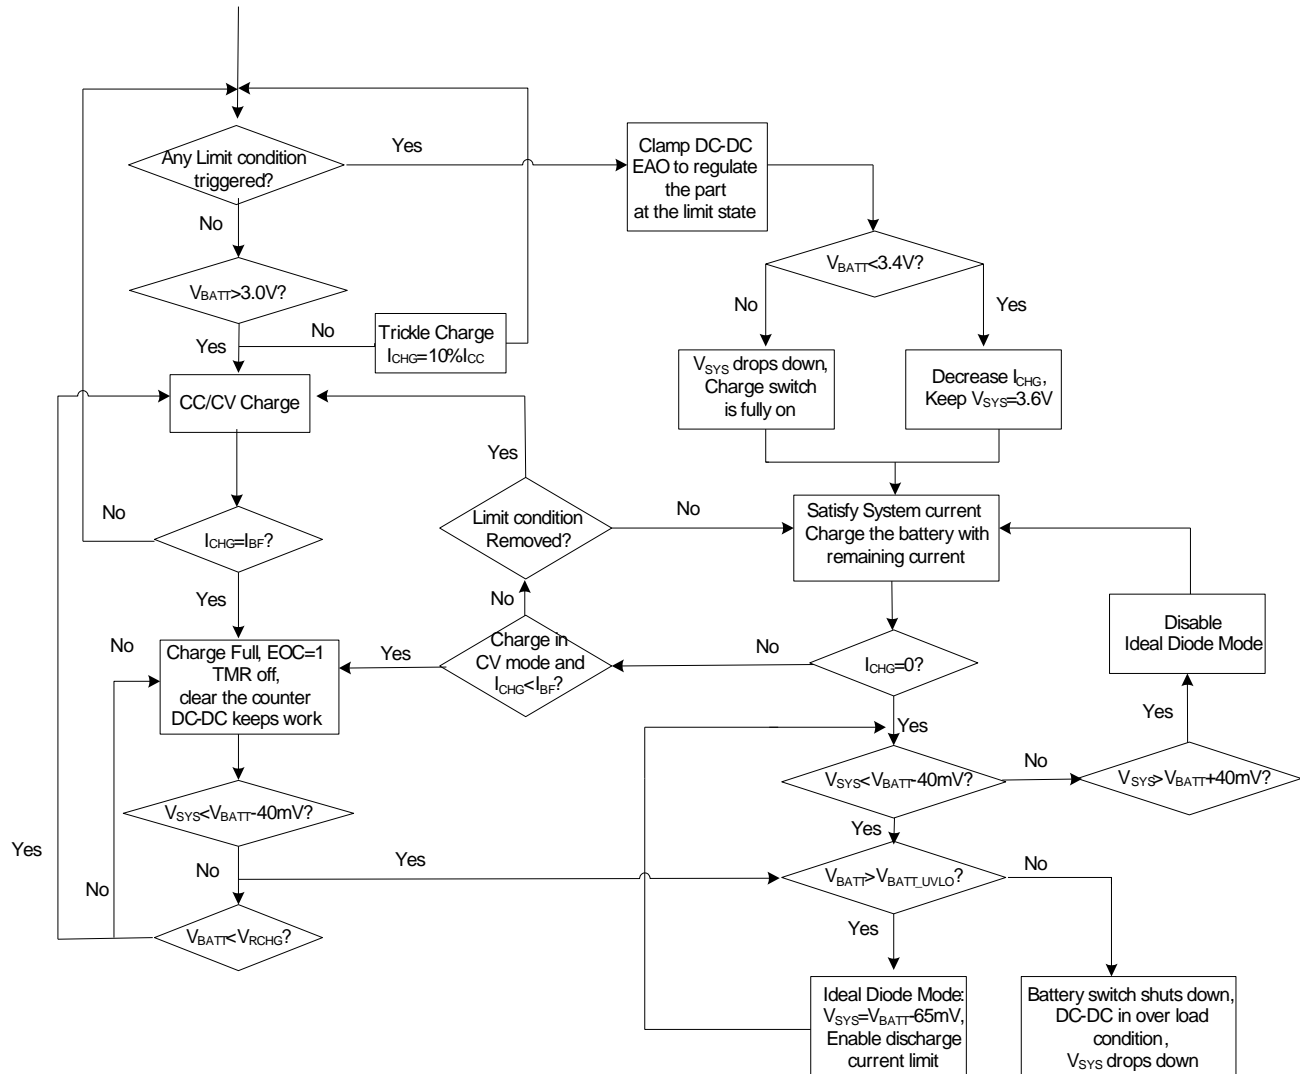 Any Limit condition
triggered?
Yes
Clamp DC-DC
EAO to regulate
the part
at the limit state
No
VBATT>3.0V?
VBATT<3.4V?
No
Yes
Yes
No
Trickle Charge
ICHG=10%ICC
VSYS drops down,
Charge switch
is fully on
Decrease ICHG,
Keep VSYS=3.6V
CC/CV Charge
Yes
No
ICHG=IBF?
Limit condition
Removed?
No
Satisfy System current
Charge the battery with
remaining current
Yes
No
Disable
Ideal Diode Mode
No
Charge Full, EOC=1
TMR off,
clear the counter
DC-DC keeps work
Yes
Charge in
CV mode and
ICHG<IBF?
No
ICHG=0?
Yes
Yes
VSYS<VBATT-40mV?
No
VSYS>VBATT+40mV?
VSYS<VBATT-40mV?
Yes
Yes
No
Yes
No
VBATT>VBATT_UVLO?
No
VBATT<VRCHG?
Yes
Ideal Diode Mode:
VSYS=VBATT-65mV,
Enable discharge
current limit
Battery switch shuts down,
DC-DC in over load
condition,
VSYS drops down